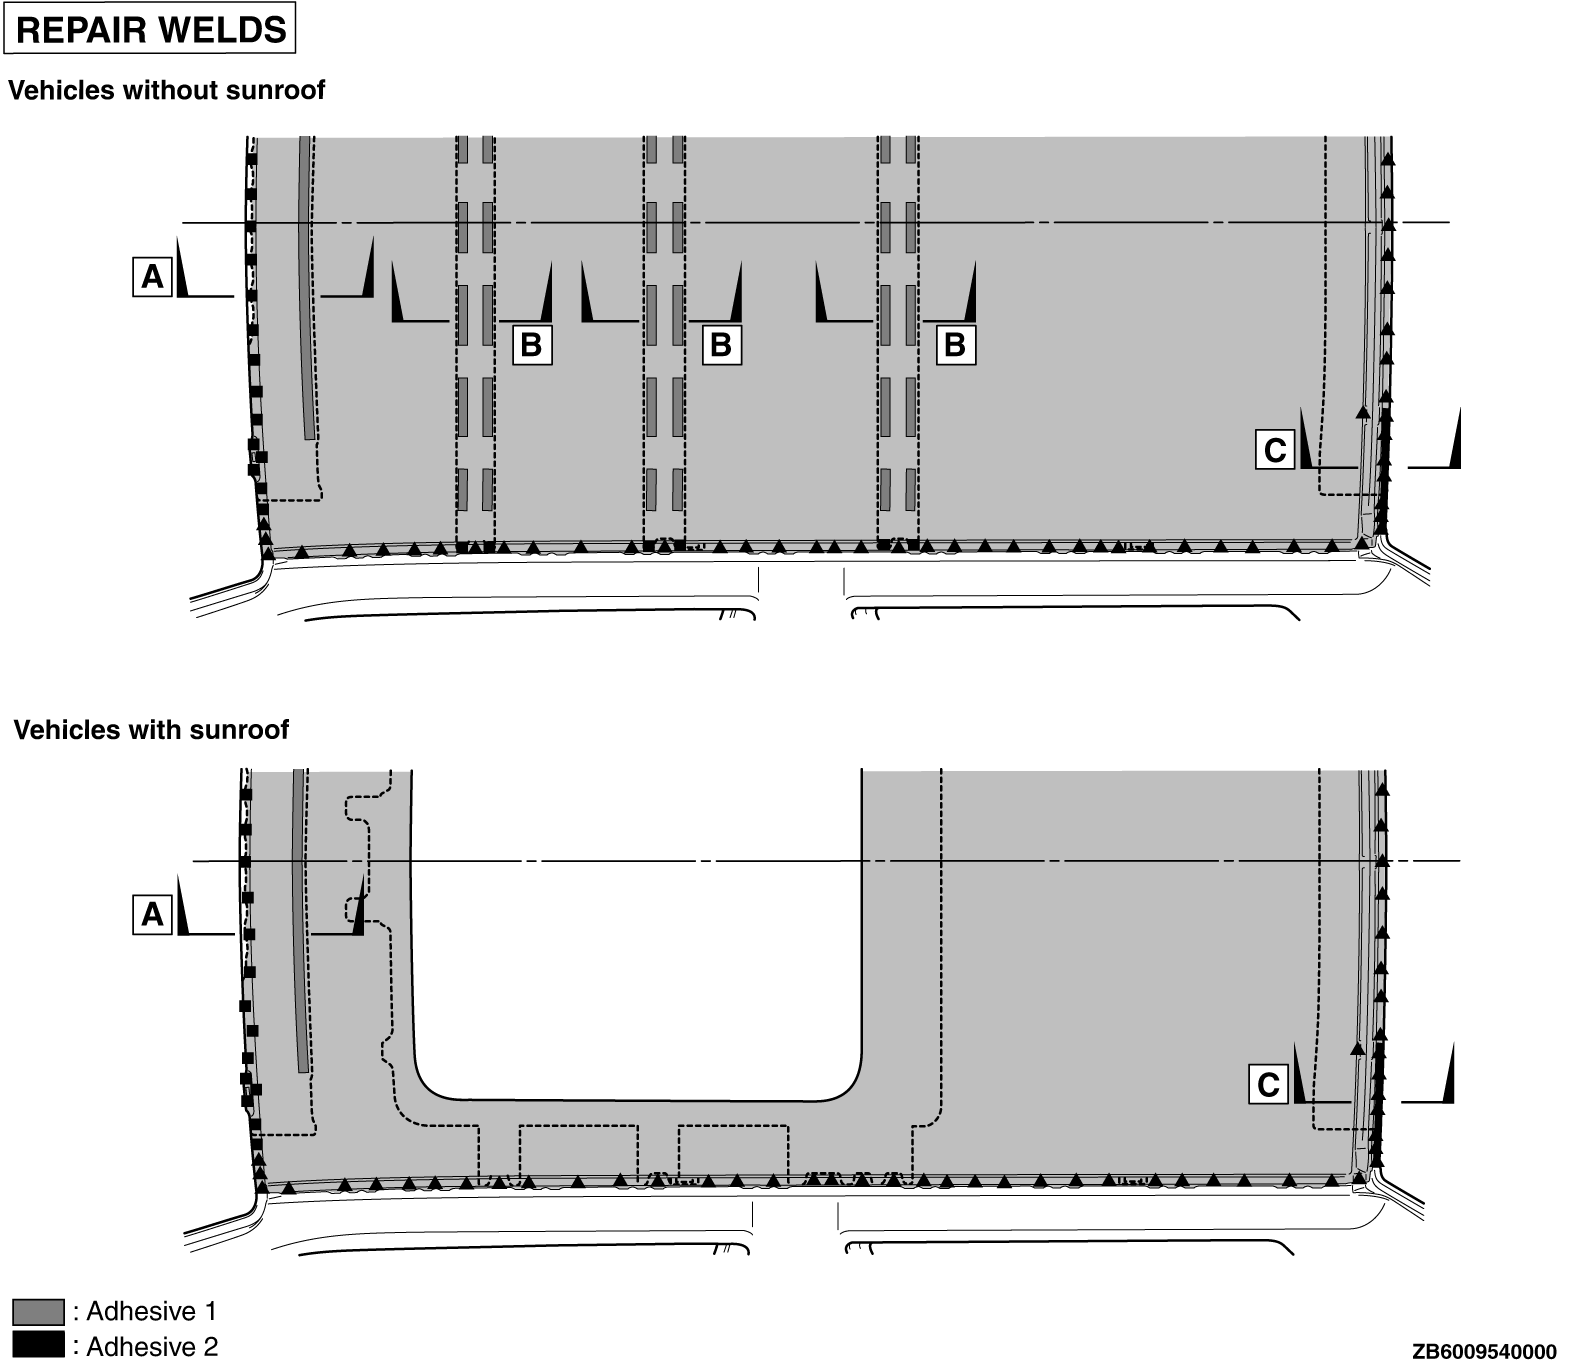 REPAIR WELDS
Vehicles without sunroof
A
B
B
B
C
Vehicles with sunroof
A
C
: Adhesive 1
: Adhesive 2
ZB6009540000